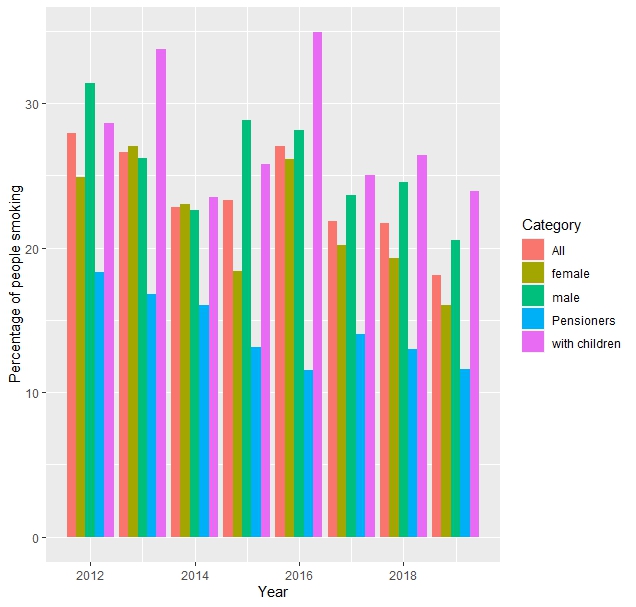 Percentage of people smoking
30
20
10
0
2012
2014
2016
2018
Year
Category
All
female
male
Pensioners
with children